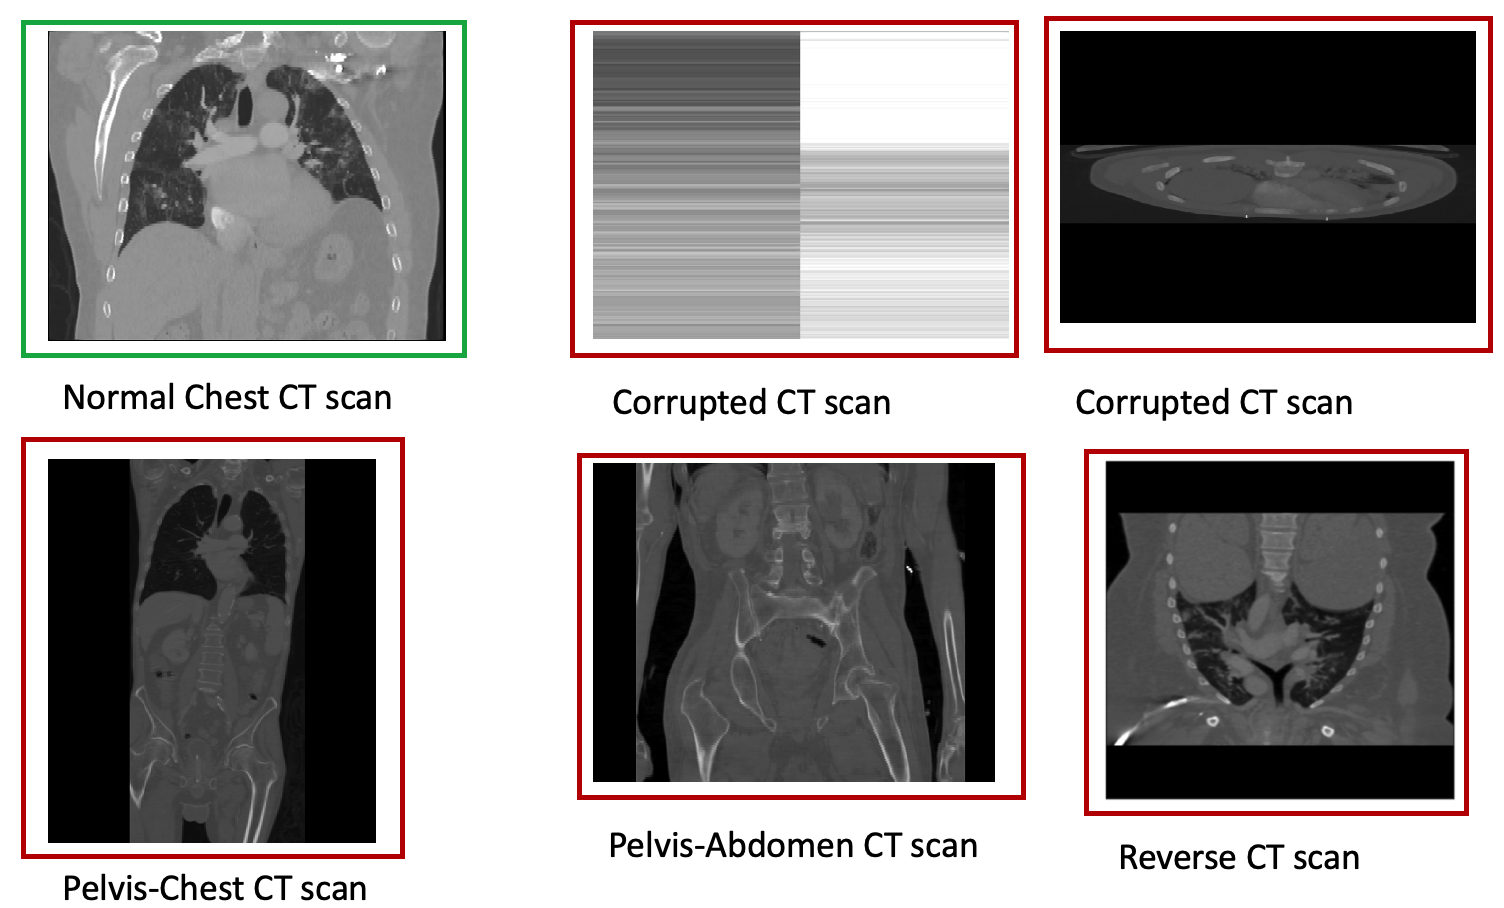 Normal Chest CT scan
Corrupted CT scan
Corrupted CT scan
Pelvis-Chest CT scan
Pelvis-Abdomen CT scan
Reverse CT scan